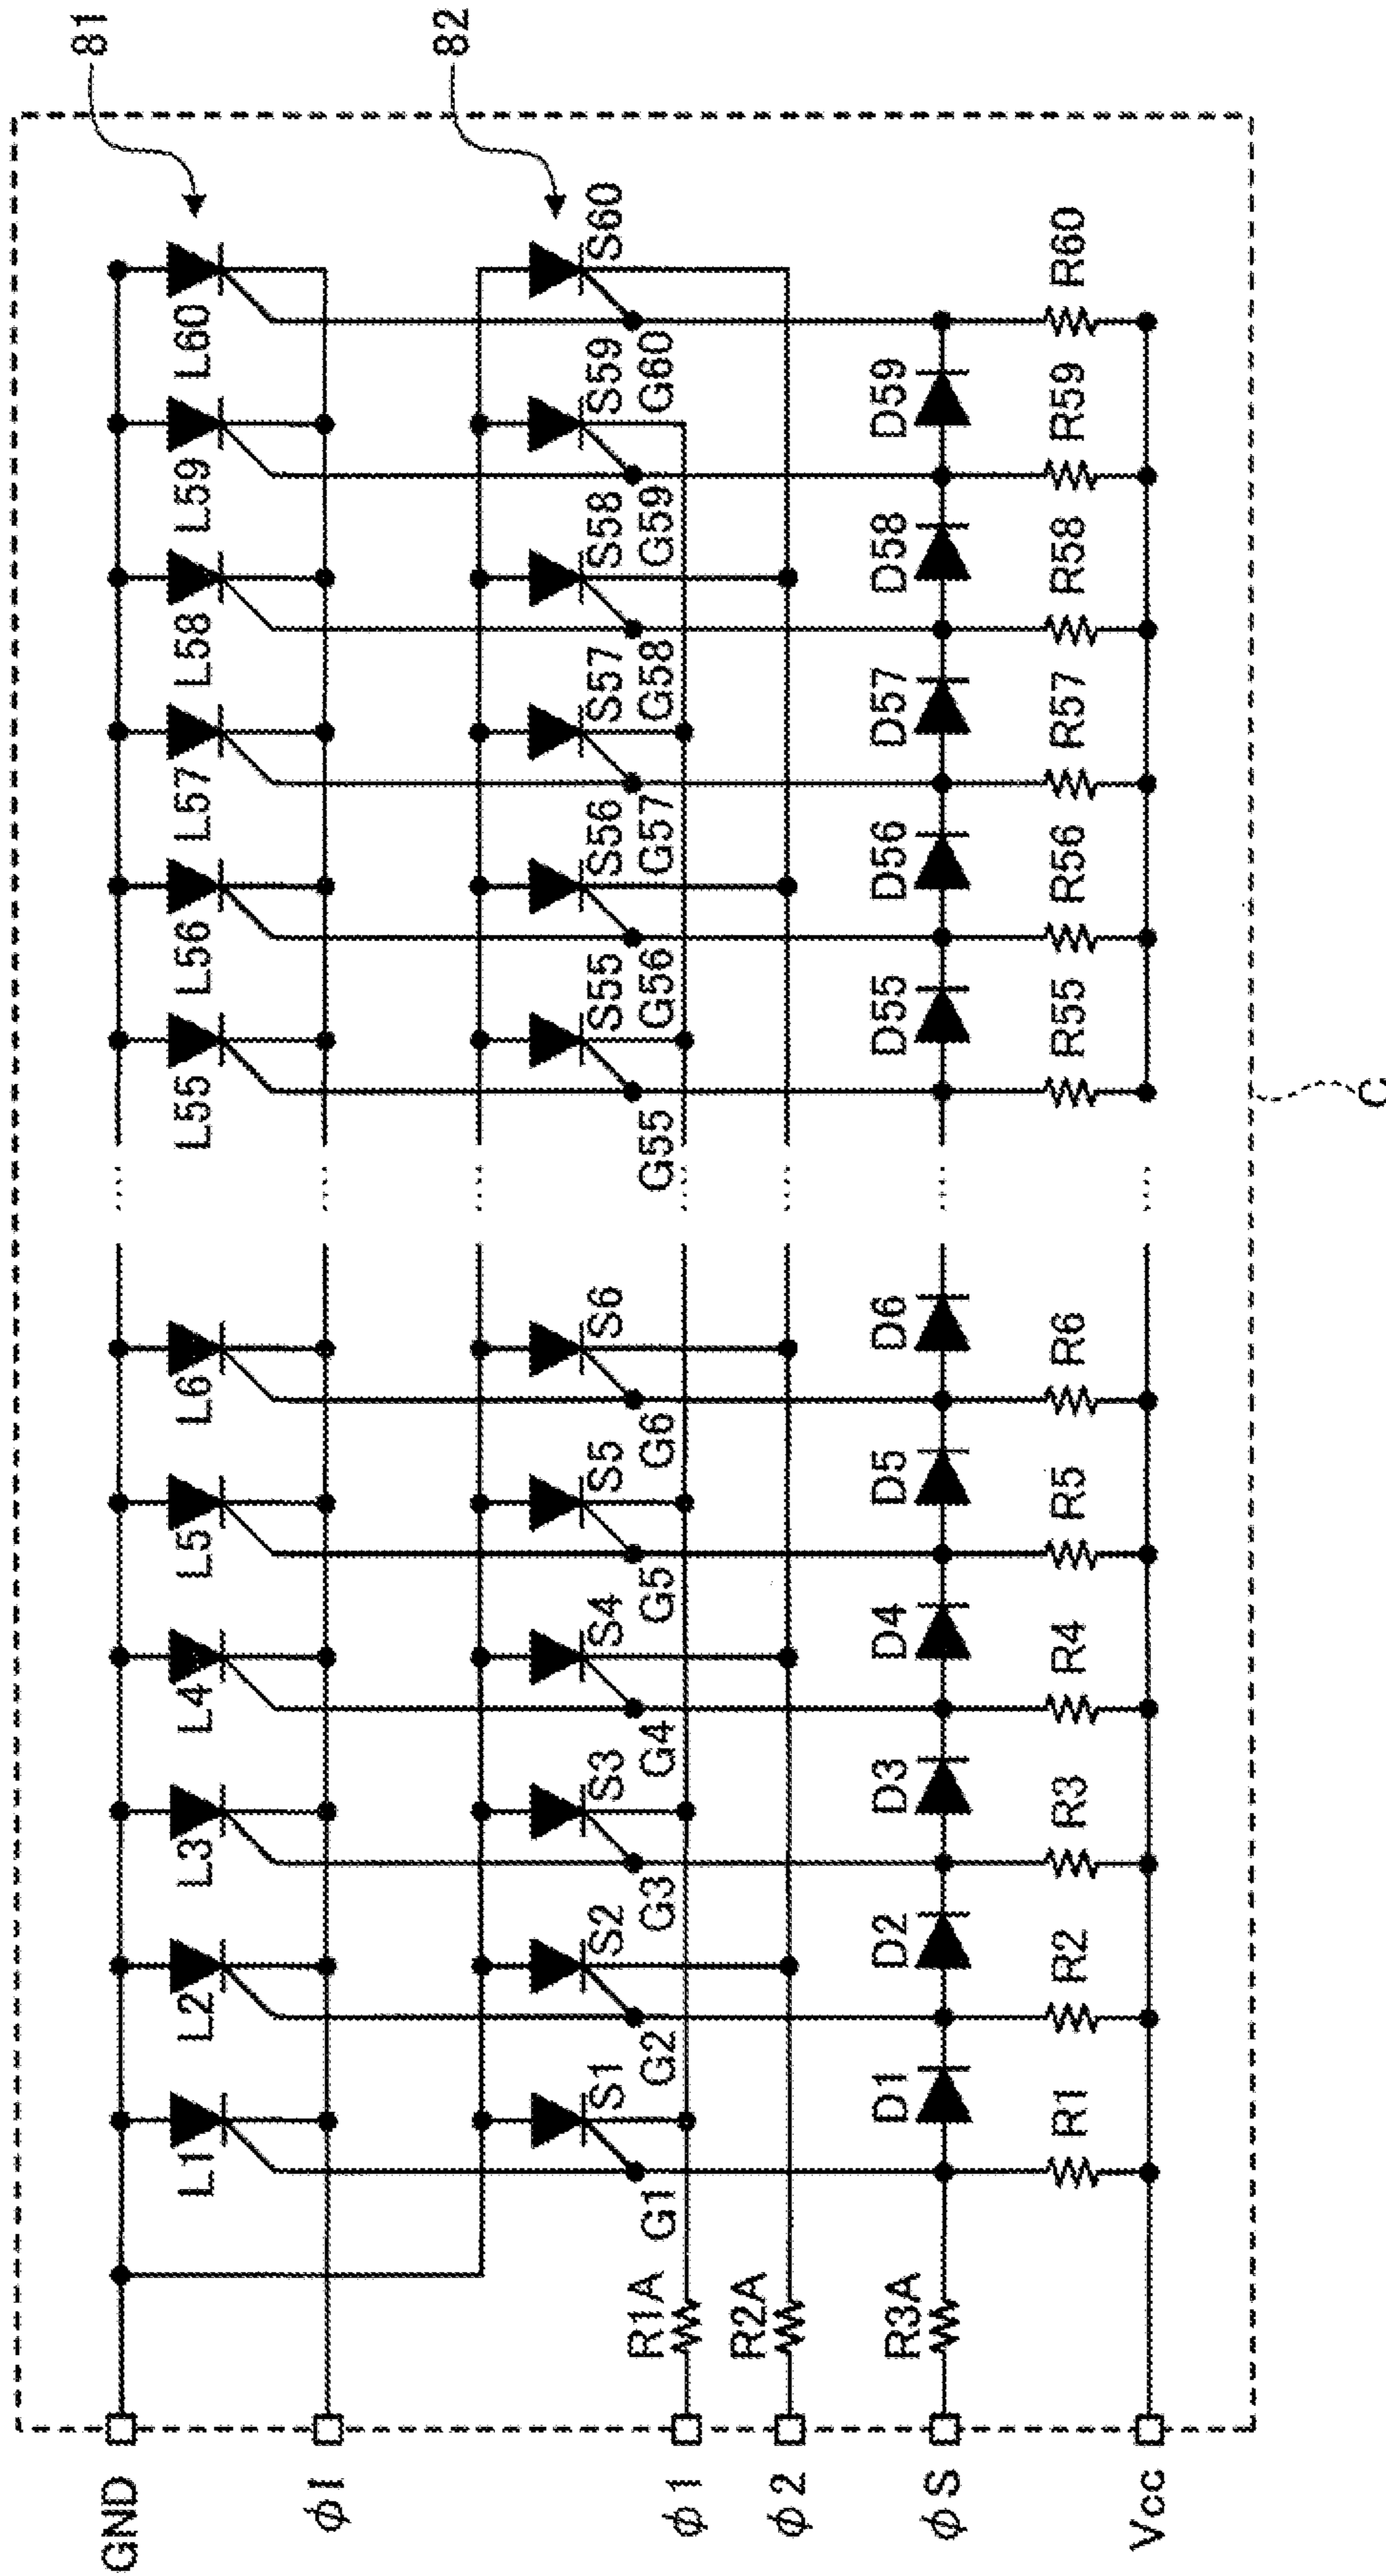 81
GND
L1 L2 L3 L4 L5 L6 L55 L56 L57 L58 L59 L60
φI
82
S1 S2 S3 S4 S5 S6 S55 S56 S57 S58 S59 S60
R1A G1 G2 G3 G4 G5 G6 G55 G56 G57 G58 G59 G60
φ1
R2A
φ2
R3A D1 D2 D3 D4 D5 D6 D55 D56 D57 D58 D59
φS
R1 R2 R3 R4 R5 R6 R55 R56 R57 R58 R59 R60
Vcc
C